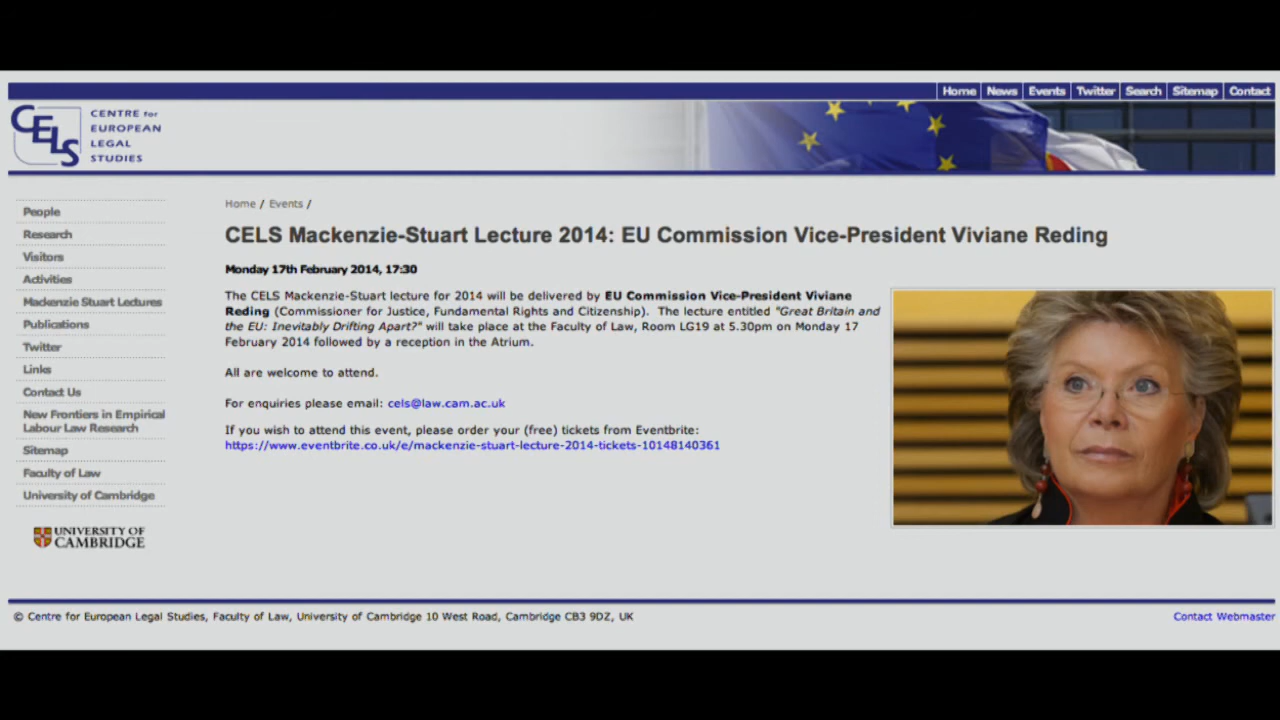 Home News Events Twitter Search Sitemap Contact
CELS
CENTRE for
EUROPEAN
LEGAL
STUDIES
People
Research
Visitors
Activities
Mackenzie Stuart Lectures
Publications
Twitter
Links
Contact Us
New Frontiers in Empirical
Labour Law Research
Sitemap
Faculty of Law
University of Cambridge
UNIVERSITY OF
CAMBRIDGE
Home / Events /
CELS Mackenzie-Stuart Lecture 2014: EU Commission Vice-President Viviane Reding
Monday 17th February 2014, 17:30
The CELS Mackenzie-Stuart lecture for 2014 will be delivered by EU Commission Vice-President Viviane
Reding (Commissioner for Justice, Fundamental Rights and Citizenship). The lecture entitled "Great Britain and
the EU: Inevitably Drifting Apart?" will take place at the Faculty of Law, Room LG19 at 5.30pm on Monday 17
February 2014 followed by a reception in the Atrium.
All are welcome to attend.
For enquiries please email: cels@law.cam.ac.uk
If you wish to attend this event, please order your (free) tickets from Eventbrite:
https://www.eventbrite.co.uk/e/mackenzie-stuart-lecture-2014-tickets-10148140361
© Centre for European Legal Studies, Faculty of Law, University of Cambridge 10 West Road, Cambridge CB3 9DZ, UK
Contact Webmaster